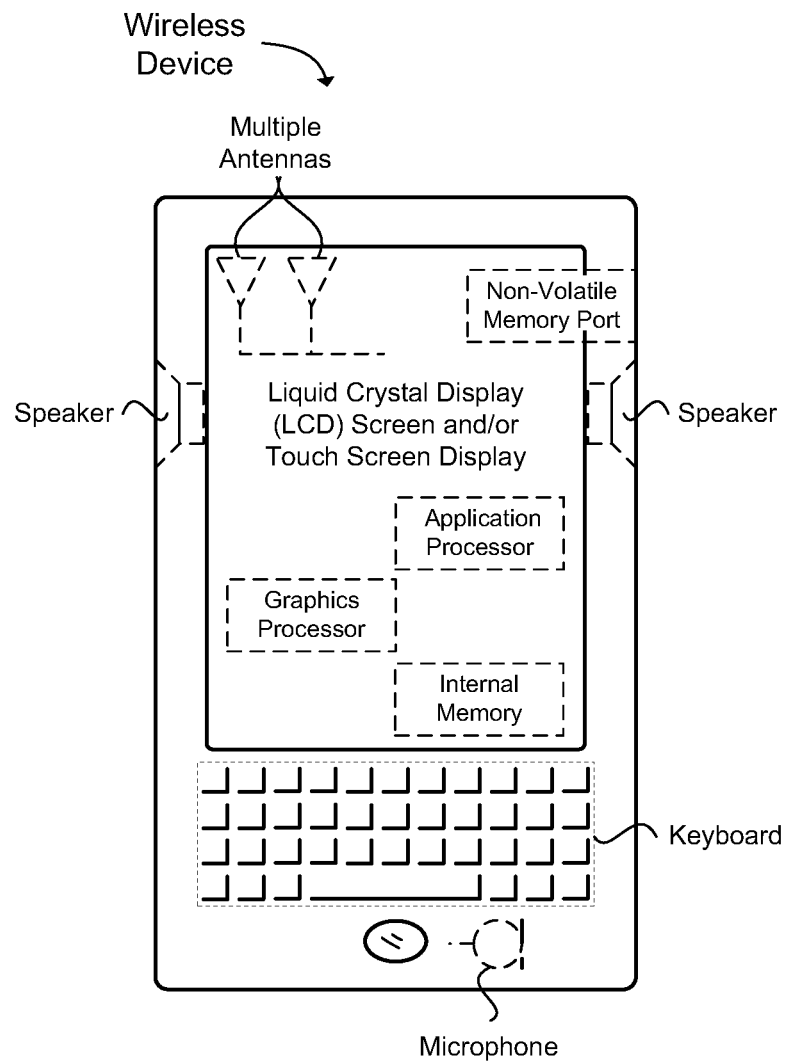 Wireless
Device
Multiple
Antennas
Non-Volatile
Memory Port
Speaker
Liquid Crystal Display
(LCD) Screen and/or
Touch Screen Display
Speaker
Application
Processor
Graphics
Processor
Internal
Memory
Keyboard
Microphone